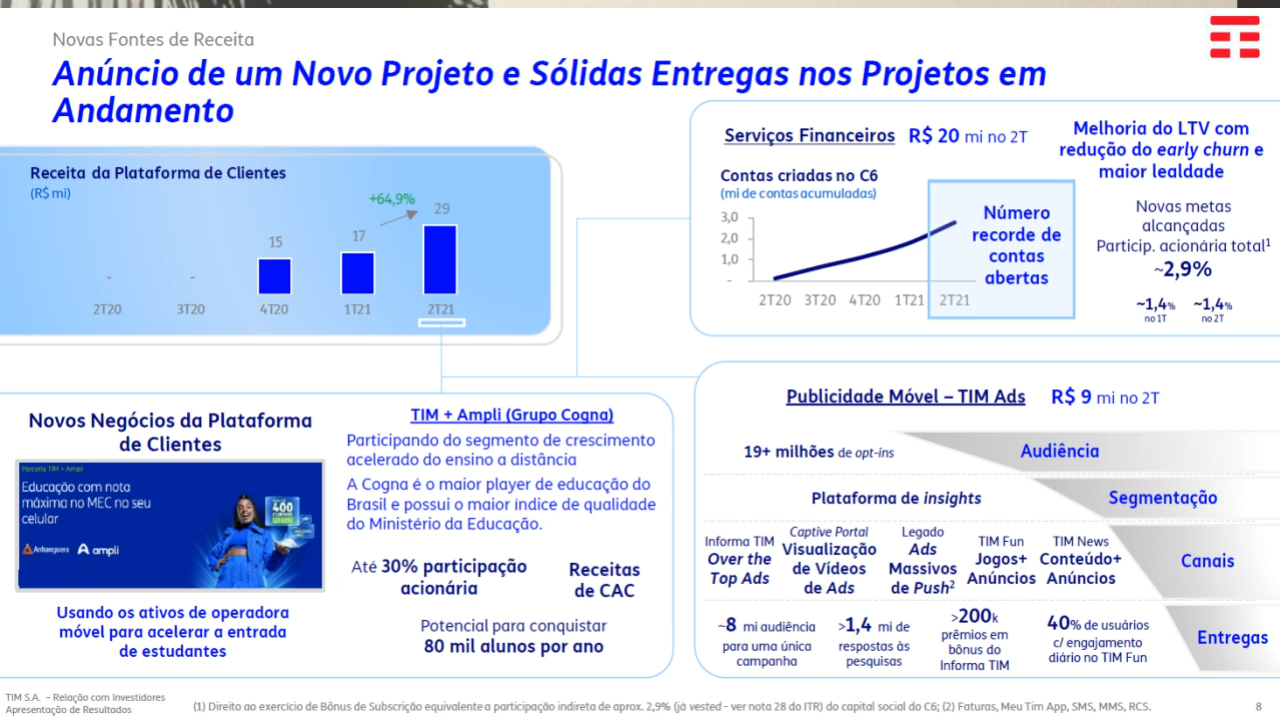 Novas Fontes de Receita
Anúncio de um Novo Projeto e Sólidas Entregas nos Projetos em
Andamento
Receita da Plataforma de Clientes
(R$ mi)
+64,9%
-
-
15
17
29
2T20
3T20
4T20
1T21
2T21
Serviços Financeiros R$ 20 mi no 2T
Contas criadas no C6
(mi de contas acumuladas)
3,0
2,0
1,0
-
2T20
3T20
4T20
1T21
2T21
Número
recorde de
contas
abertas
Melhoria do LTV com
redução do early churn e
maior lealdade
Novas metas
alcançadas
Particip. acionária total¹
~2,9%
~1,4% ~1,4%
no 1T no 2T
Novos Negócios da Plataforma
de Clientes
Parceria TIM + Ampli
Educação com nota
máxima no MEC no seu
celular
Anhanguera ampli
400
Usando os ativos de operadora
móvel para acelerar a entrada
de estudantes
TIM + Ampli (Grupo Cogna)
Participando do segmento de crescimento
acelerado do ensino a distância
A Cogna é o maior player de educação do
Brasil e possui o maior índice de qualidade
do Ministério da Educação.
Até 30% participação
acionária
Receitas
de CAC
Potencial para conquistar
80 mil alunos por ano
Publicidade Móvel – TIM Ads R$ 9 mi no 2T
19+ milhões de opt-ins
Audiência
Plataforma de insights
Segmentação
Informa TIM
Over the
Top Ads
Captive Portal
Visualização
de Vídeos
de Ads
Legado
Ads
Massivos
de Push²
TIM Fun
Jogos+
Anúncios
TIM News
Conteúdo+
Anúncios
Canais
~8 mi audiência
para uma única
campanha
>1,4 mi de
respostas às
pesquisas
>200k
prêmios em
bônus do
Informa TIM
40% de usuários
c/ engajamento
diário no TIM Fun
Entregas
TIM S.A. – Relação com Investidores
Apresentação de Resultados
(1) Direito ao exercício de Bônus de Subscrição equivalente a participação indireta de aprox. 2,9% (já vested - ver nota 28 do ITR) do capital social do C6; (2) Faturas, Meu Tim App, SMS, MMS, RCS.
8